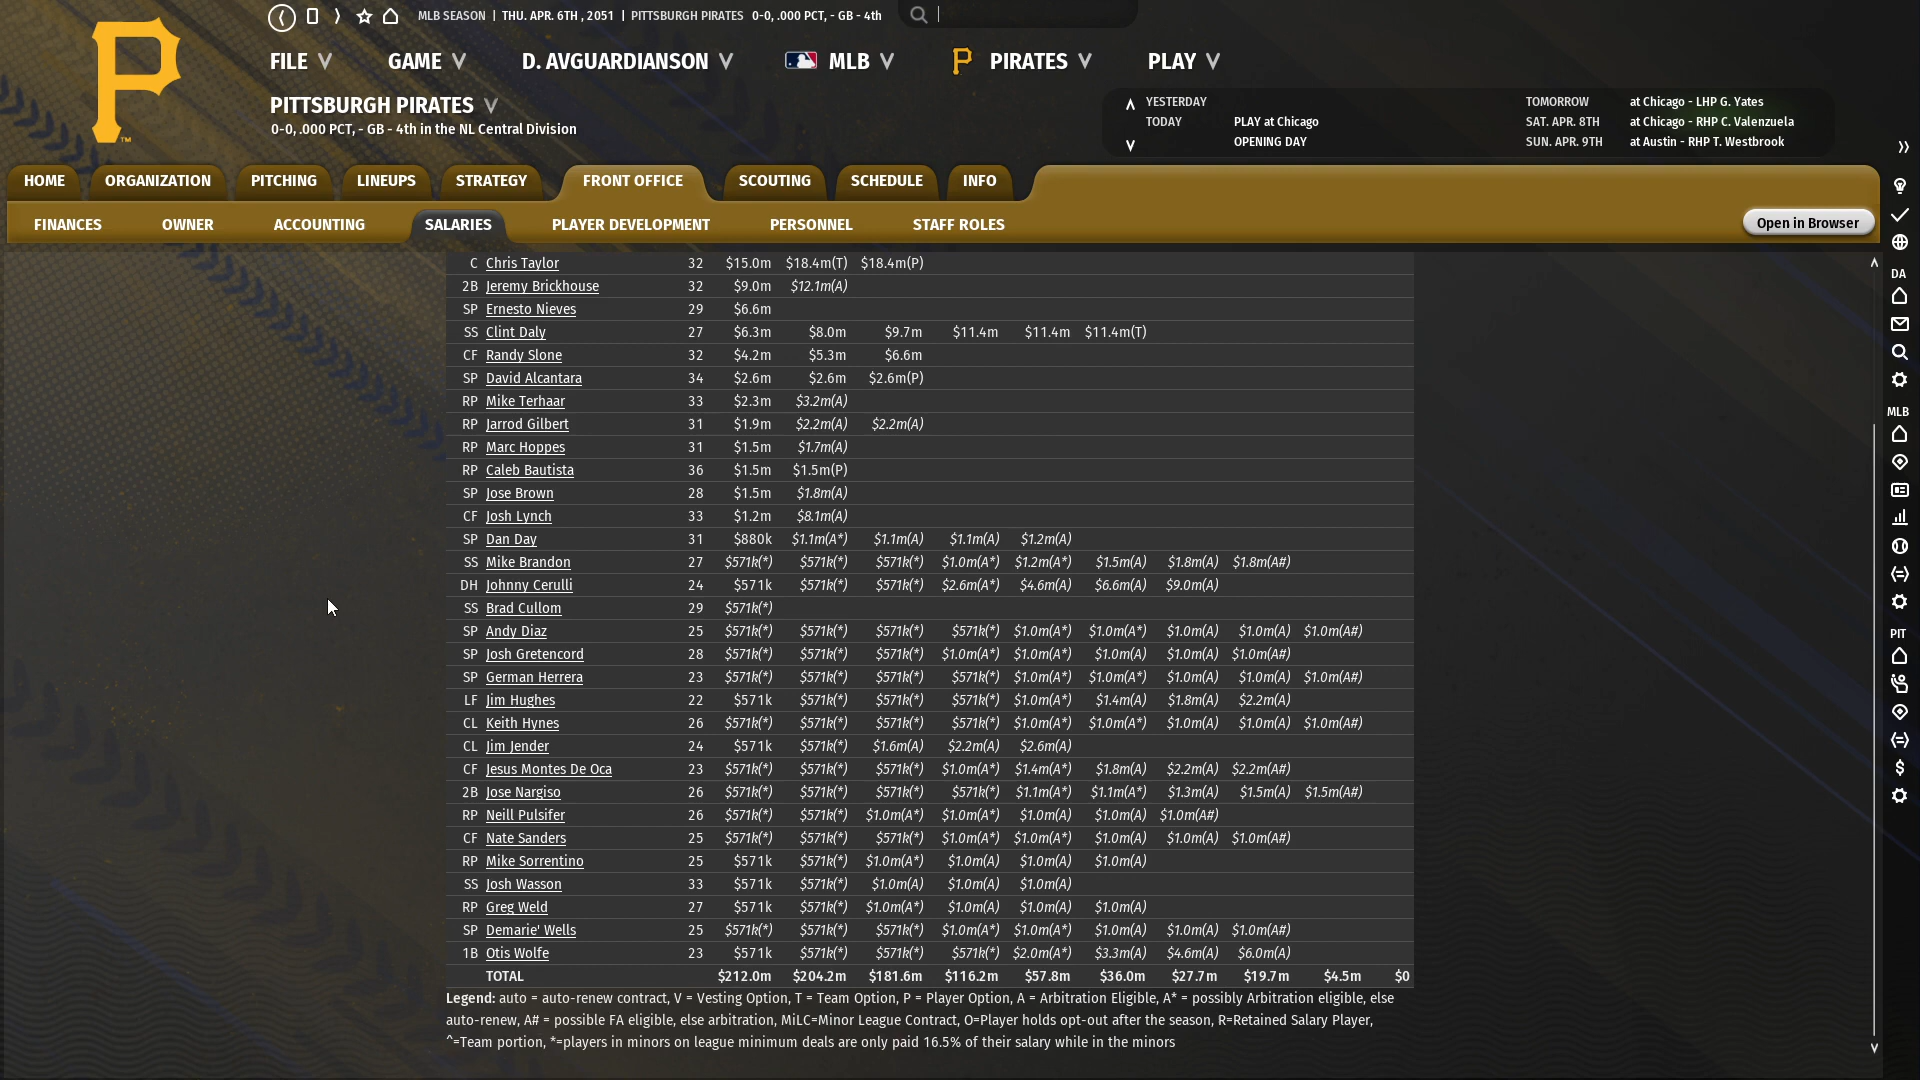 MLB SEASON | THU. APR. 6TH , 2051 | PITTSBURGH PIRATES 0-0, .000 PCT, - GB - 4th
FILE GAME D. AVGUARDIANSON MLB PIRATES PLAY
PITTSBURGH PIRATES
0-0, .000 PCT, - GB - 4th in the NL Central Division
YESTERDAY
TODAY PLAY at Chicago
OPENING DAY
TOMORROW at Chicago - LHP G. Yates
SAT. APR. 8TH at Chicago - RHP C. Valenzuela
SUN. APR. 9TH at Austin - RHP T. Westbrook
HOME ORGANIZATION PITCHING LINEUPS STRATEGY FRONT OFFICE SCOUTING SCHEDULE INFO
FINANCES OWNER ACCOUNTING SALARIES PLAYER DEVELOPMENT PERSONNEL STAFF ROLES Open in Browser
C Chris Taylor 32 $15.0m $18.4m(T) $18.4m(P)
2B Jeremy Brickhouse 32 $9.0m $12.1m(A)
SP Ernesto Nieves 29 $6.6m
SS Clint Daly 27 $6.3m $8.0m $9.7m $11.4m $11.4m $11.4m(T)
CF Randy Slone 32 $4.2m $5.3m $6.6m
SP David Alcantara 34 $2.6m $2.6m $2.6m(P)
RP Mike Terhaar 33 $2.3m $3.2m(A)
RP Jarrod Gilbert 31 $1.9m $2.2m(A) $2.2m(A)
RP Marc Hoppes 31 $1.5m $1.7m(A)
RP Caleb Bautista 36 $1.5m $1.5m(P)
SP Jose Brown 28 $1.5m $1.8m(A)
CF Josh Lynch 33 $1.2m $8.1m(A)
SP Dan Day 31 $880k $1.1m(A*) $1.1m(A) $1.1m(A) $1.2m(A)
SS Mike Brandon 27 $571k(*) $571k(*) $571k(*) $1.0m(A*) $1.2m(A*) $1.5m(A) $1.8m(A) $1.8m(A#)
DH Johnny Cerulli 24 $571k $571k(*) $571k(*) $2.6m(A*) $4.6m(A) $6.6m(A) $9.0m(A)
SS Brad Cullom 29 $571k(*)
SP Andy Diaz 25 $571k(*) $571k(*) $571k(*) $571k(*) $1.0m(A*) $1.0m(A*) $1.0m(A) $1.0m(A) $1.0m(A#)
SP Josh Gretencord 28 $571k(*) $571k(*) $571k(*) $1.0m(A*) $1.0m(A*) $1.0m(A) $1.0m(A) $1.0m(A#)
SP German Herrera 23 $571k(*) $571k(*) $571k(*) $571k(*) $1.0m(A*) $1.0m(A*) $1.0m(A) $1.0m(A) $1.0m(A#)
LF Jim Hughes 22 $571k $571k(*) $571k(*) $571k(*) $1.0m(A*) $1.4m(A) $1.8m(A) $2.2m(A)
CL Keith Hynes 26 $571k(*) $571k(*) $571k(*) $571k(*) $1.0m(A*) $1.0m(A*) $1.0m(A) $1.0m(A) $1.0m(A#)
CL Jim Jender 24 $571k $571k(*) $1.6m(A) $2.2m(A) $2.6m(A)
CF Jesus Montes De Oca 23 $571k(*) $571k(*) $571k(*) $1.0m(A*) $1.4m(A*) $1.8m(A) $2.2m(A) $2.2m(A#)
2B Jose Nargiso 26 $571k(*) $571k(*) $571k(*) $571k(*) $1.1m(A*) $1.1m(A*) $1.3m(A) $1.5m(A) $1.5m(A#)
RP Neill Pulsifer 26 $571k(*) $571k(*) $1.0m(A*) $1.0m(A*) $1.0m(A) $1.0m(A) $1.0m(A#)
CF Nate Sanders 25 $571k(*) $571k(*) $571k(*) $1.0m(A*) $1.0m(A*) $1.0m(A) $1.0m(A) $1.0m(A#)
RP Mike Sorrentino 25 $571k $571k(*) $1.0m(A*) $1.0m(A) $1.0m(A) $1.0m(A)
SS Josh Wasson 33 $571k $571k(*) $1.0m(A) $1.0m(A) $1.0m(A)
RP Greg Weld 27 $571k $571k(*) $1.0m(A*) $1.0m(A) $1.0m(A) $1.0m(A)
SP Demarie' Wells 25 $571k(*) $571k(*) $571k(*) $1.0m(A*) $1.0m(A*) $1.0m(A) $1.0m(A) $1.0m(A#)
1B Otis Wolfe 23 $571k $571k(*) $571k(*) $571k(*) $2.0m(A*) $3.3m(A) $4.6m(A) $6.0m(A)
TOTAL $212.0m $204.2m $181.6m $116.2m $57.8m $36.0m $27.7m $19.7m $4.5m $0
Legend: auto = auto-renew contract, V = Vesting Option, T = Team Option, P = Player Option, A = Arbitration Eligible, A* = possibly Arbitration eligible, else
auto-renew, A# = possible FA eligible, else arbitration, MiLC=Minor League Contract, O=Player holds opt-out after the season, R=Retained Salary Player,
^=Team portion, *=players in minors on league minimum deals are only paid 16.5% of their salary while in the minors
DA
MLB
PIT